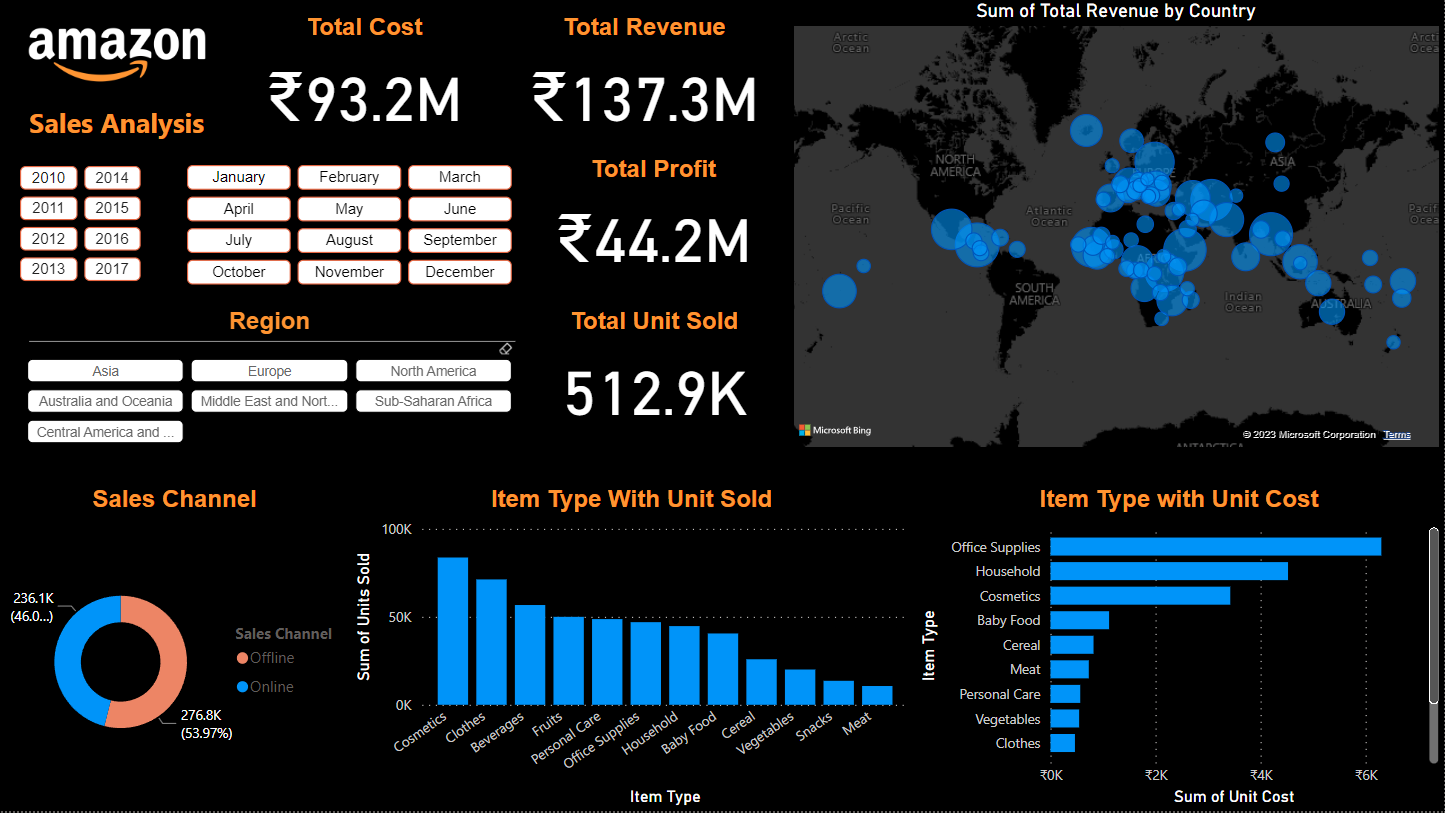 amazon
Sales Analysis
Total Cost
₹93.2M
Total Revenue
₹137.3M
Total Profit
₹44.2M
Total Unit Sold
512.9K
2010 2014
2011 2015
2012 2016
2013 2017
January February March
April May June
July August September
October November December
Region
Asia Europe North America
Australia and Oceania Middle East and Nort... Sub-Saharan Africa
Central America and ...
Sum of Total Revenue by Country
Arctic
Ocean
Arcti
Ocea
NORTH
AMERICA
ASIA
Pacific
Ocean
Atlantic
Ocean
Pacif
Ocea
SOUTH
AMERICA
Indian
Ocean
AUSTRALIA
ANTARCTICA
Microsoft Bing
© 2023 Microsoft Corporation Terms
Sales Channel
236.1K
(46.0...)
276.8K
(53.97%)
Sales Channel
Offline
Online
Item Type With Unit Sold
Sum of Units Sold
100K
50K
0K
Cosmetics
Clothes
Beverages
Fruits
Personal Care
Office Supplies
Household
Baby Food
Cereal
Vegetables
Snacks
Meat
Item Type
Item Type with Unit Cost
Item Type
Office Supplies
Household
Cosmetics
Baby Food
Cereal
Meat
Personal Care
Vegetables
Clothes
₹0K ₹2K ₹4K ₹6K
Sum of Unit Cost